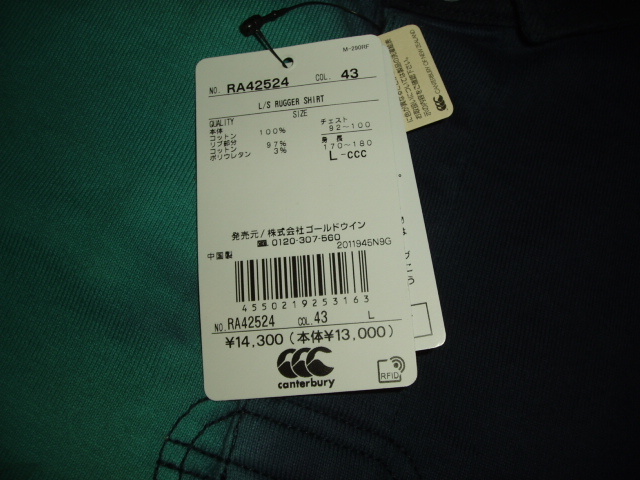 M-290RF
NO. RA42524 COL. 43
L/S RUGGER SHIRT
QUALITY SIZE
本体
コットン 100%
リブ部分
コットン 97%
ポリウレタン 3%
チェスト
92~100
身長
170~180
L-CCC
発売元/株式会社ゴールドウイン
0120-307-560
中国製 2011945N9G
4550219253163
NO. RA42524 COL. 43 L
¥14,300(本体¥13,000)
canterbury
RFID
CANTERBURY OF NEW ZEALAND